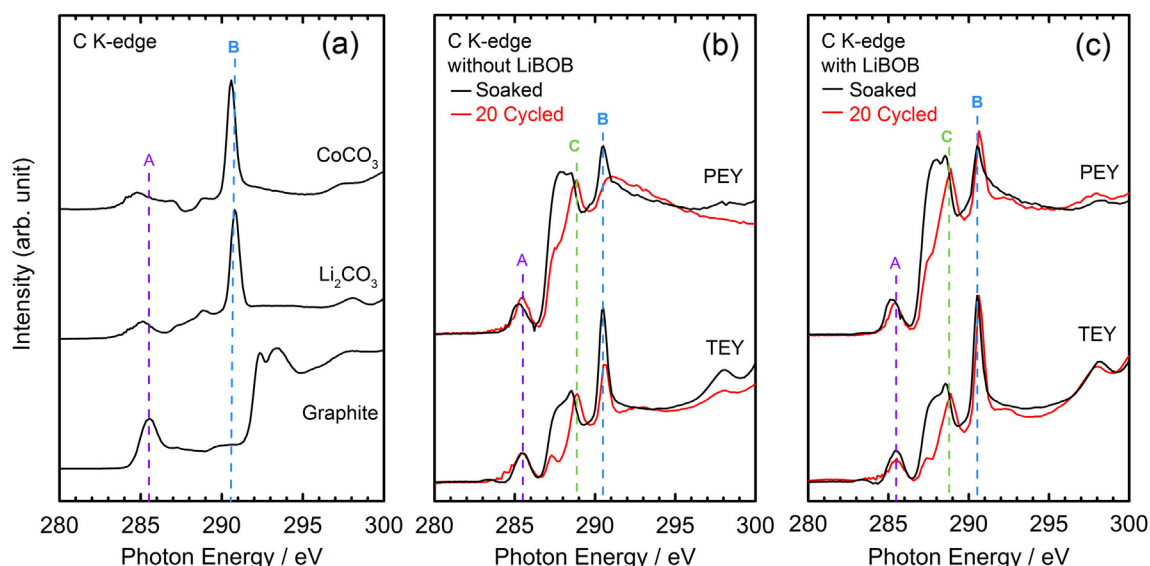 Intensity (arb. unit)
C K-edge
(a)
B
A
CoCO₃
Li₂CO₃
Graphite
280 285 290 295 300
Photon Energy / eV
C K-edge
without LiBOB
Soaked
20 Cycled
(b)
B
C
PEY
A
TEY
280 285 290 295 300
Photon Energy / eV
C K-edge
with LiBOB
Soaked
20 Cycled
(c)
B
C
PEY
A
TEY
280 285 290 295 300
Photon Energy / eV